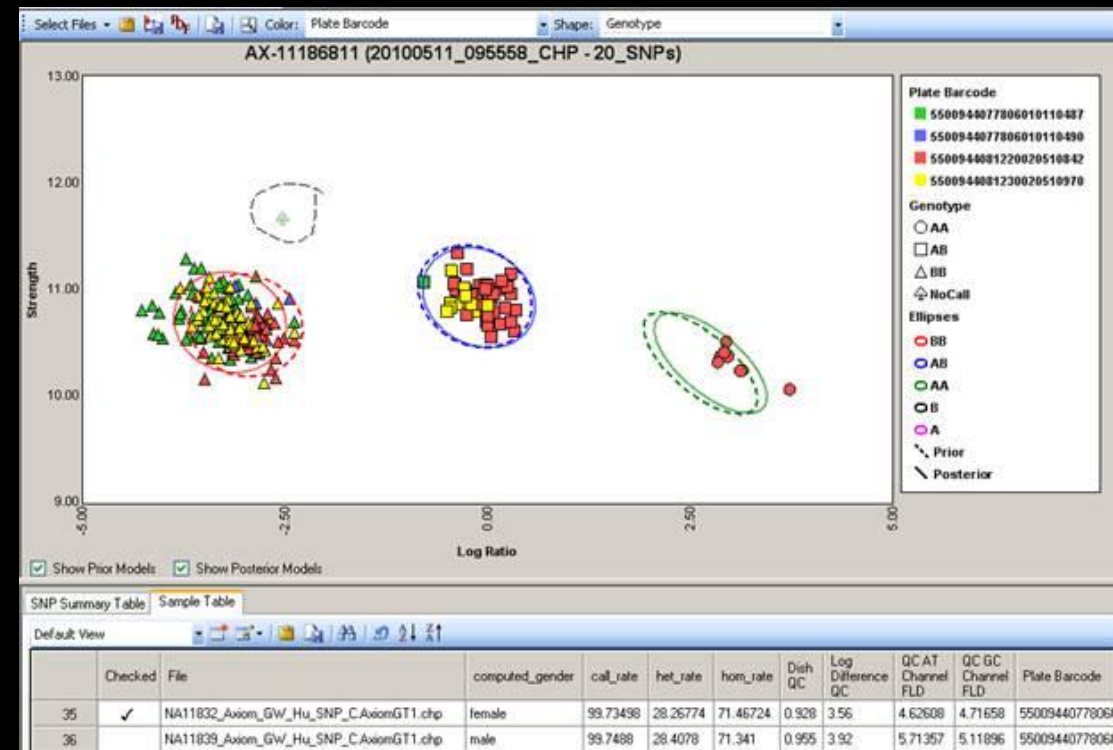 Select Files Color: Plate Barcode Shape: Genotype
AX-11186811 (20100511_095558_CHP - 20_SNPs)
13.00
12.00
11.00
10.00
9.00
Strength
-5.00 -2.50 0.00 2.50 5.00
Log Ratio
Plate Barcode
5500944077806010110487
5500944077806010110490
5500944081220020510842
5500944081230020510970
Genotype
AA
AB
BB
NoCall
Ellipses
BB
AB
AA
B
A
Prior
Posterior
Show Prior Models Show Posterior Models
SNP Summary Table Sample Table
Default View
Checked File computed_gender call_rate het_rate hom_rate Dish QC Log Difference QC QC AT Channel FLD QC GC Channel FLD Plate Barcode
35 ✓ NA11832_Axiom_GW_Hu_SNP_C.AxiomGT1.chp female 99.73498 28.26774 71.46724 0.928 3.56 4.62608 4.71658 5500944077806
36 NA11839_Axiom_GW_Hu_SNP_C.AxiomGT1.chp male 99.7488 28.4078 71.341 0.955 3.92 5.71357 5.11896 5500944077806